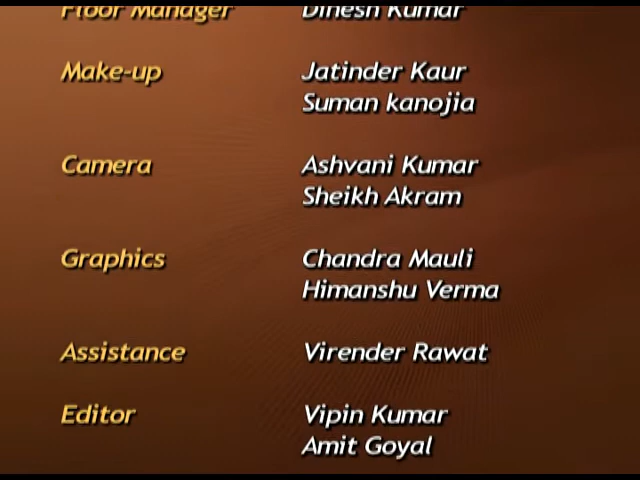 Floor Manager Dinesh Kumar
Make-up Jatinder Kaur
Suman kanojia
Camera Ashvani Kumar
Sheikh Akram
Graphics Chandra Mauli
Himanshu Verma
Assistance Virender Rawat
Editor Vipin Kumar
Amit Goyal